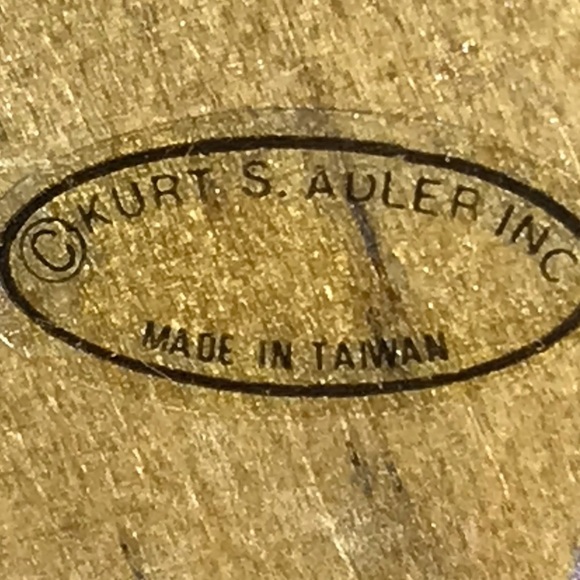 © KURT S. ADLER INC
MADE IN TAIWAN